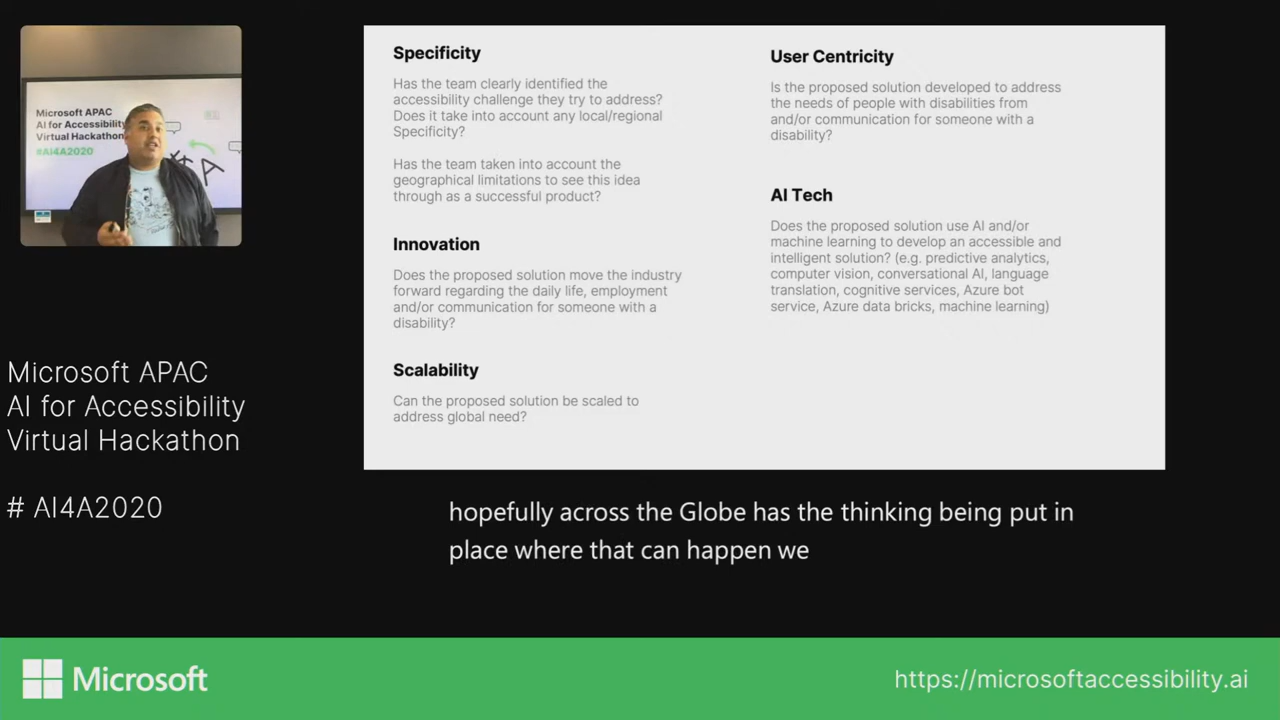 Microsoft APAC
AI for Accessibility
Virtual Hackathon
#AI4A2020
A
Microsoft APAC
AI for Accessibility
Virtual Hackathon
# AI4A2020
Specificity
Has the team clearly identified the
accessibility challenge they try to address?
Does it take into account any local/regional
Specificity?
Has the team taken into account the
geographical limitations to see this idea
through as a successful product?
Innovation
Does the proposed solution move the industry
forward regarding the daily life, employment
and/or communication for someone with a
disability?
Scalability
Can the proposed solution be scaled to
address global need?
User Centricity
Is the proposed solution developed to address
the needs of people with disabilities from
and/or communication for someone with a
disability?
AI Tech
Does the proposed solution use AI and/or
machine learning to develop an accessible and
intelligent solution? (e.g. predictive analytics,
computer vision, conversational AI, language
translation, cognitive services, Azure bot
service, Azure data bricks, machine learning)
hopefully across the Globe has the thinking being put in
place where that can happen we
Microsoft
https://microsoftaccessibility.ai